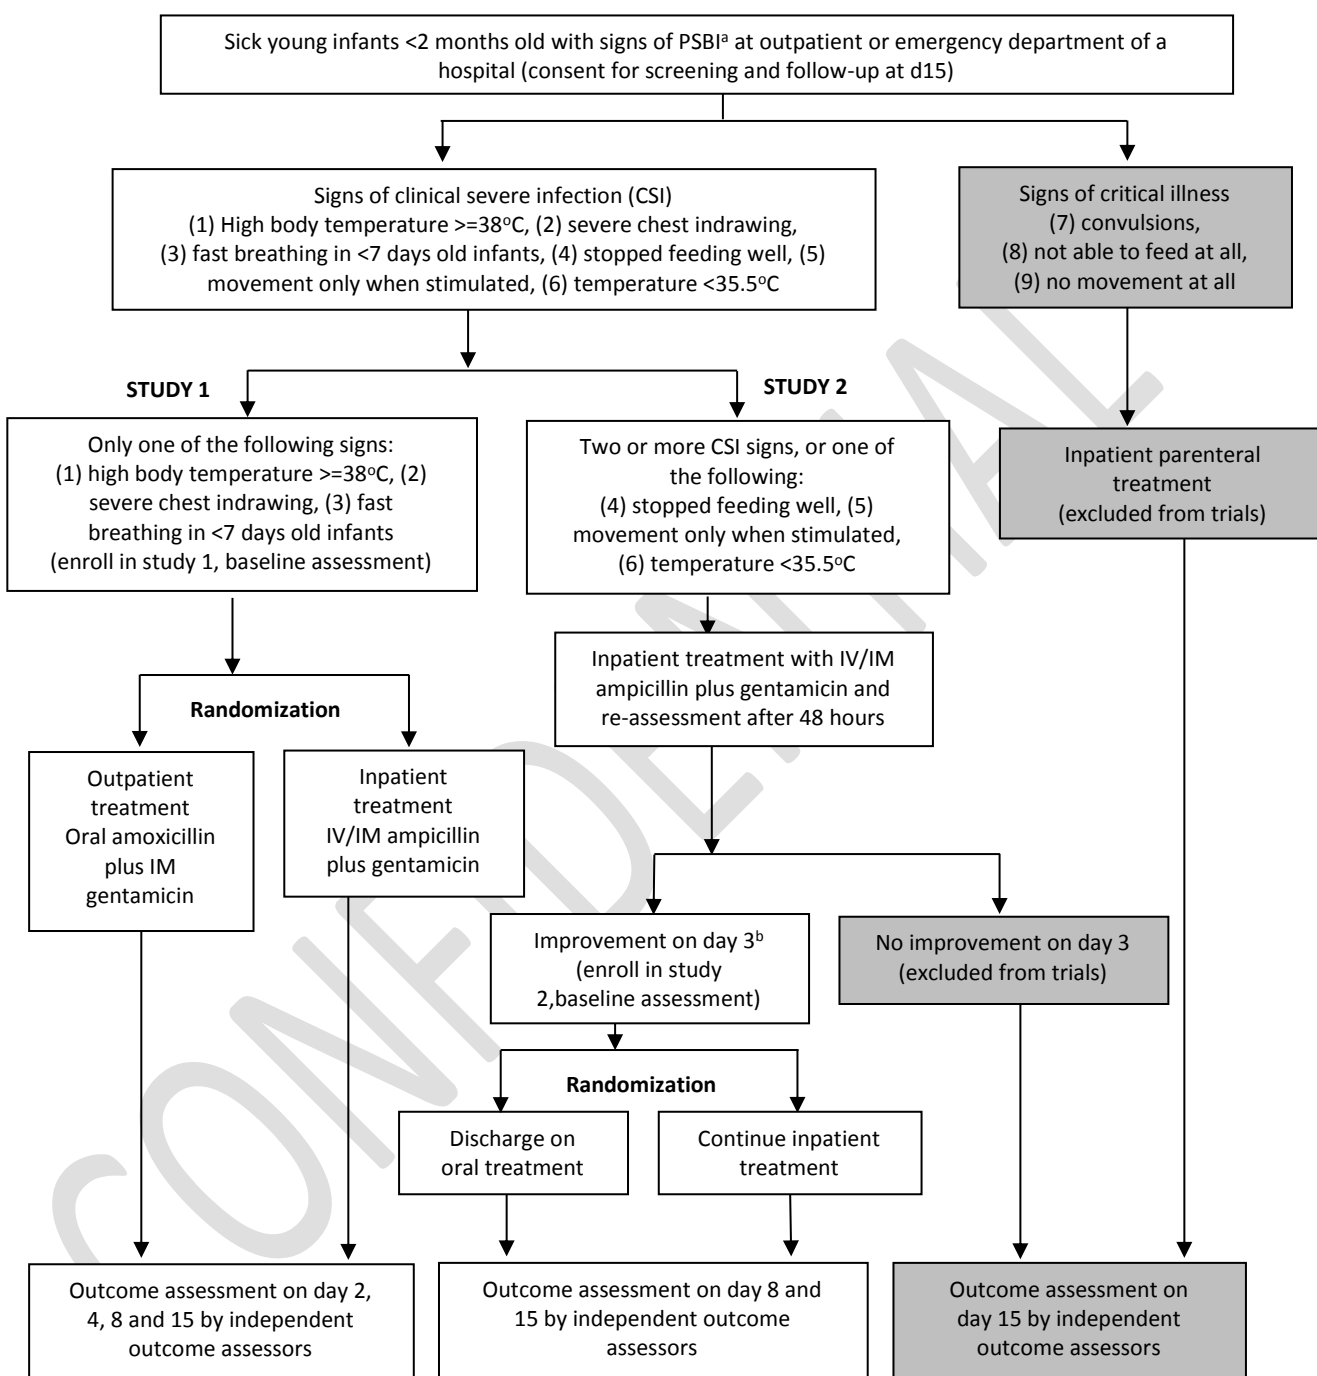 Sick young infants <2 months old with signs of PSBIa at outpatient or emergency department of a
hospital (consent for screening and follow-up at d15)
Signs of clinical severe infection (CSI)
(1) High body temperature >=38oC, (2) severe chest indrawing,
(3) fast breathing in <7 days old infants, (4) stopped feeding well, (5)
movement only when stimulated, (6) temperature <35.5oC
Signs of critical illness
(7) convulsions,
(8) not able to feed at all,
(9) no movement at all
STUDY 1
STUDY 2
Only one of the following signs:
(1) high body temperature >=38oC, (2)
severe chest indrawing, (3) fast
breathing in <7 days old infants
(enroll in study 1, baseline assessment)
Two or more CSI signs, or one of
the following:
(4) stopped feeding well, (5)
movement only when stimulated,
(6) temperature <35.5oC
Inpatient parenteral
treatment
(excluded from trials)
Inpatient treatment with IV/IM
ampicillin plus gentamicin and
re-assessment after 48 hours
Randomization
Outpatient
treatment
Oral amoxicillin
plus IM
gentamicin
Inpatient
treatment
IV/IM ampicillin
plus gentamicin
Improvement on day 3b
(enroll in study
2,baseline assessment)
No improvement on day 3
(excluded from trials)
Randomization
Discharge on
oral treatment
Continue inpatient
treatment
Outcome assessment on day 2,
4, 8 and 15 by independent
outcome assessors
Outcome assessment on day 8 and
15 by independent outcome
assessors
Outcome assessment on
day 15 by independent
outcome assessors
CONFIDENTIAL